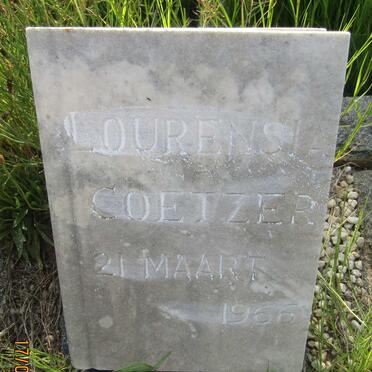 LOURENS L.
COETZER
21 MAART
1966